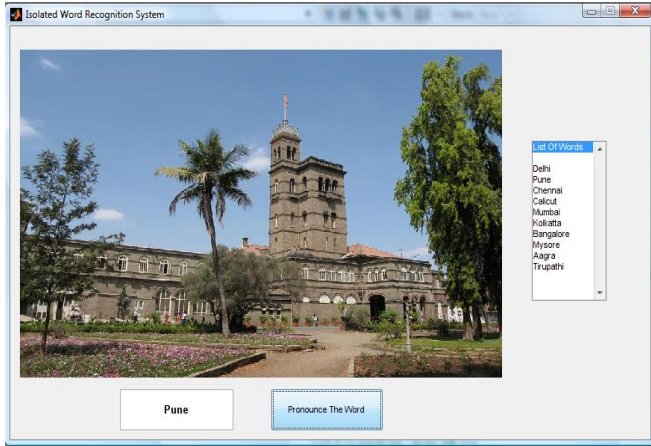 Isolated Word Recognition System
List Of Words
Delhi
Pune
Chennai
Calicut
Mumbai
Kolkatta
Bangalore
Mysore
Aagra
Tirupathi
Pune
Pronounce The Word